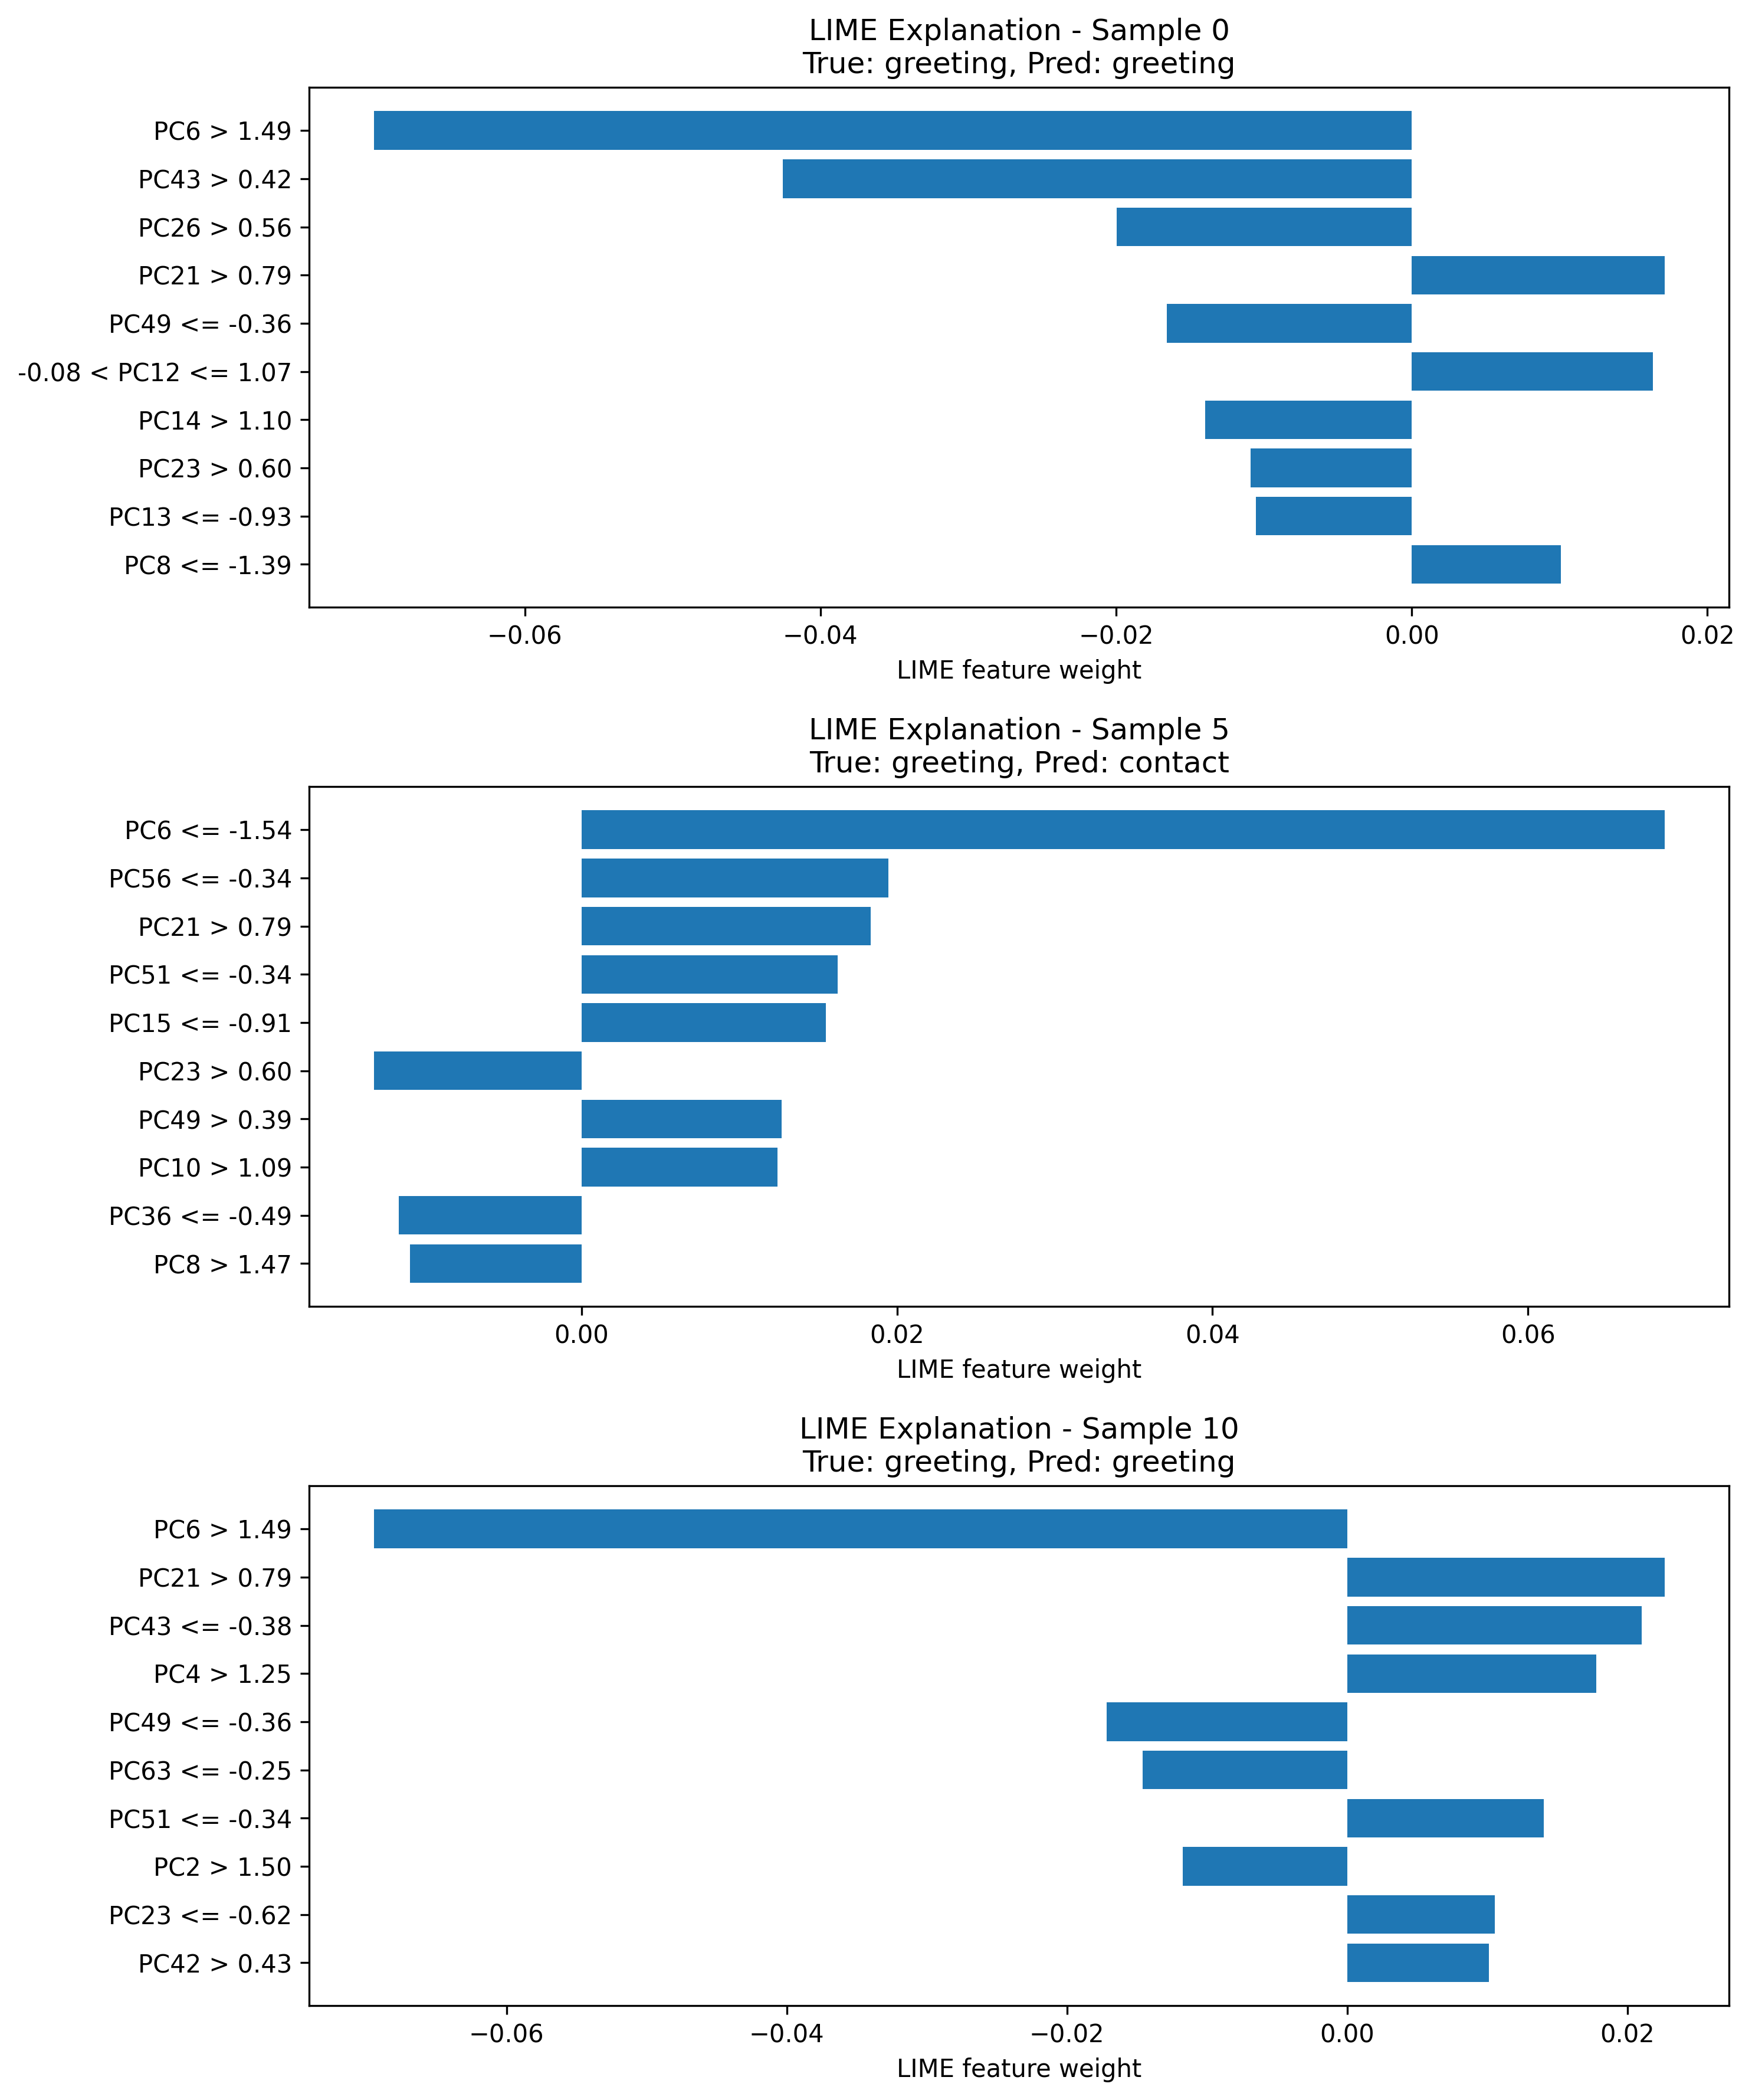 LIME Explanation - Sample 0
True: greeting, Pred: greeting
PC6 > 1.49
PC43 > 0.42
PC26 > 0.56
PC21 > 0.79
PC49 <= -0.36
-0.08 < PC12 <= 1.07
PC14 > 1.10
PC23 > 0.60
PC13 <= -0.93
PC8 <= -1.39
−0.06 −0.04 −0.02 0.00 0.02
LIME feature weight
LIME Explanation - Sample 5
True: greeting, Pred: contact
PC6 <= -1.54
PC56 <= -0.34
PC21 > 0.79
PC51 <= -0.34
PC15 <= -0.91
PC23 > 0.60
PC49 > 0.39
PC10 > 1.09
PC36 <= -0.49
PC8 > 1.47
0.00 0.02 0.04 0.06
LIME feature weight
LIME Explanation - Sample 10
True: greeting, Pred: greeting
PC6 > 1.49
PC21 > 0.79
PC43 <= -0.38
PC4 > 1.25
PC49 <= -0.36
PC63 <= -0.25
PC51 <= -0.34
PC2 > 1.50
PC23 <= -0.62
PC42 > 0.43
−0.06 −0.04 −0.02 0.00 0.02
LIME feature weight